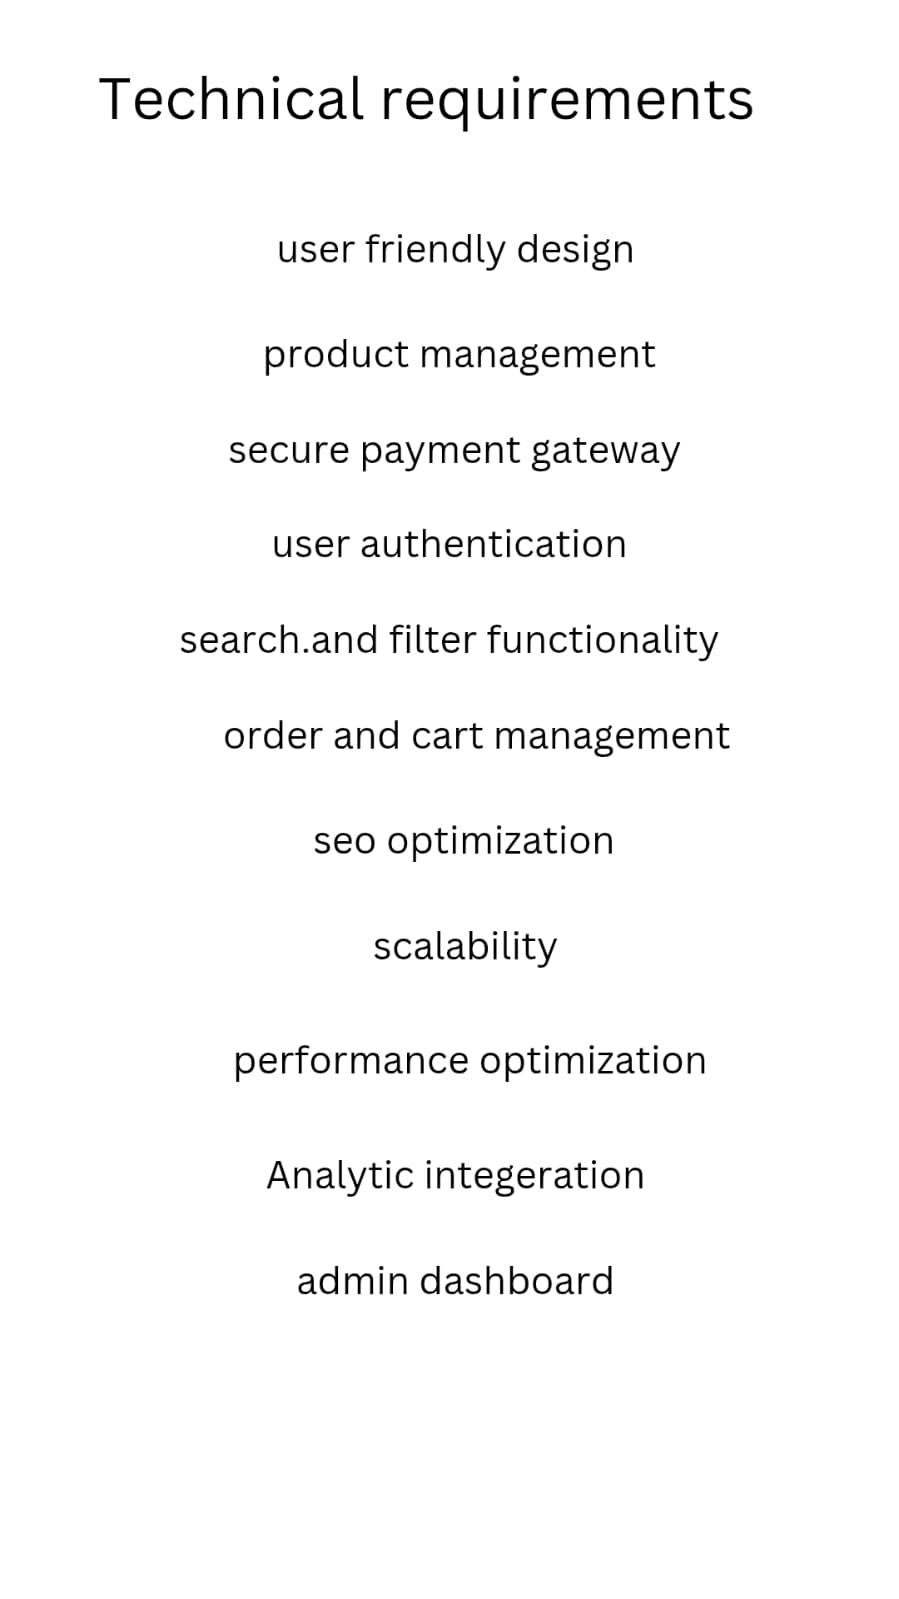 Technical requirements
user friendly design
product management
secure payment gateway
user authentication
search.and filter functionality
order and cart management
seo optimization
scalability
performance optimization
Analytic integeration
admin dashboard